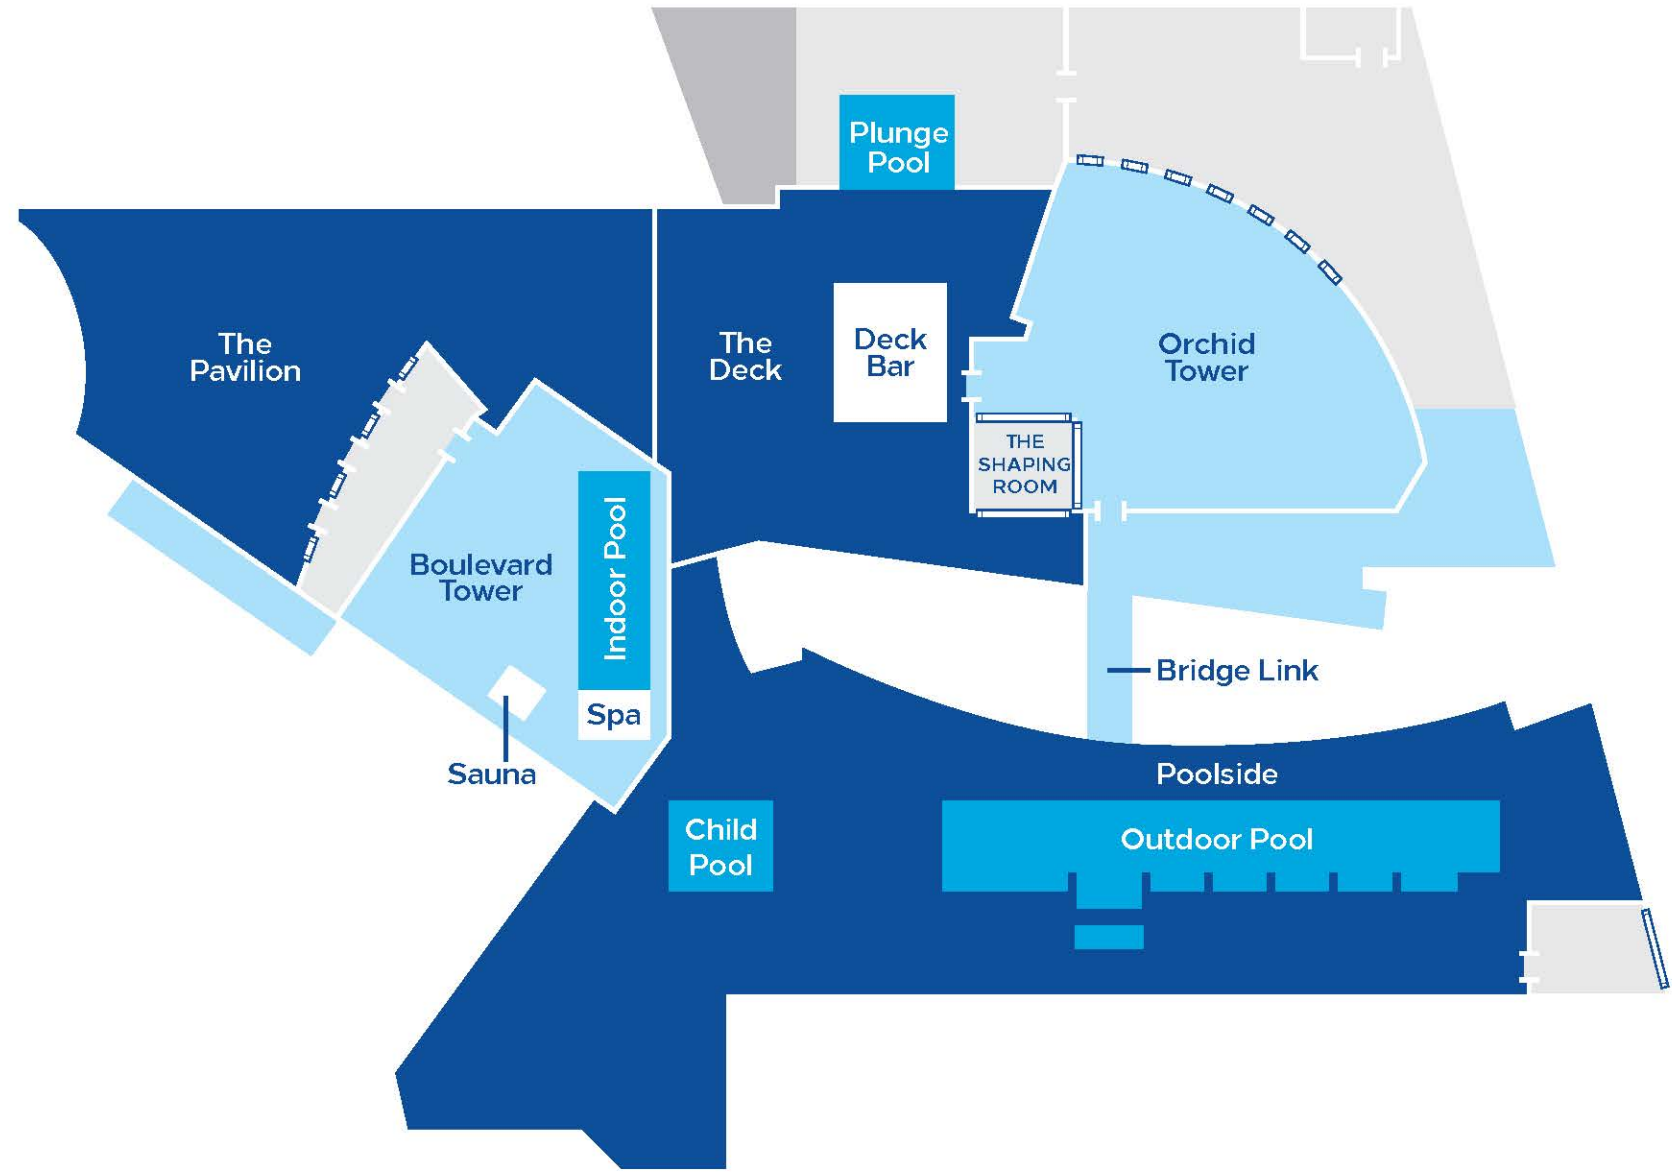 Plunge
Pool
The
Pavilion
The
Deck
Deck
Bar
Orchid
Tower
THE
SHAPING
ROOM
Boulevard
Tower
Indoor Pool
Spa
Sauna
Bridge Link
Poolside
Child
Pool
Outdoor Pool